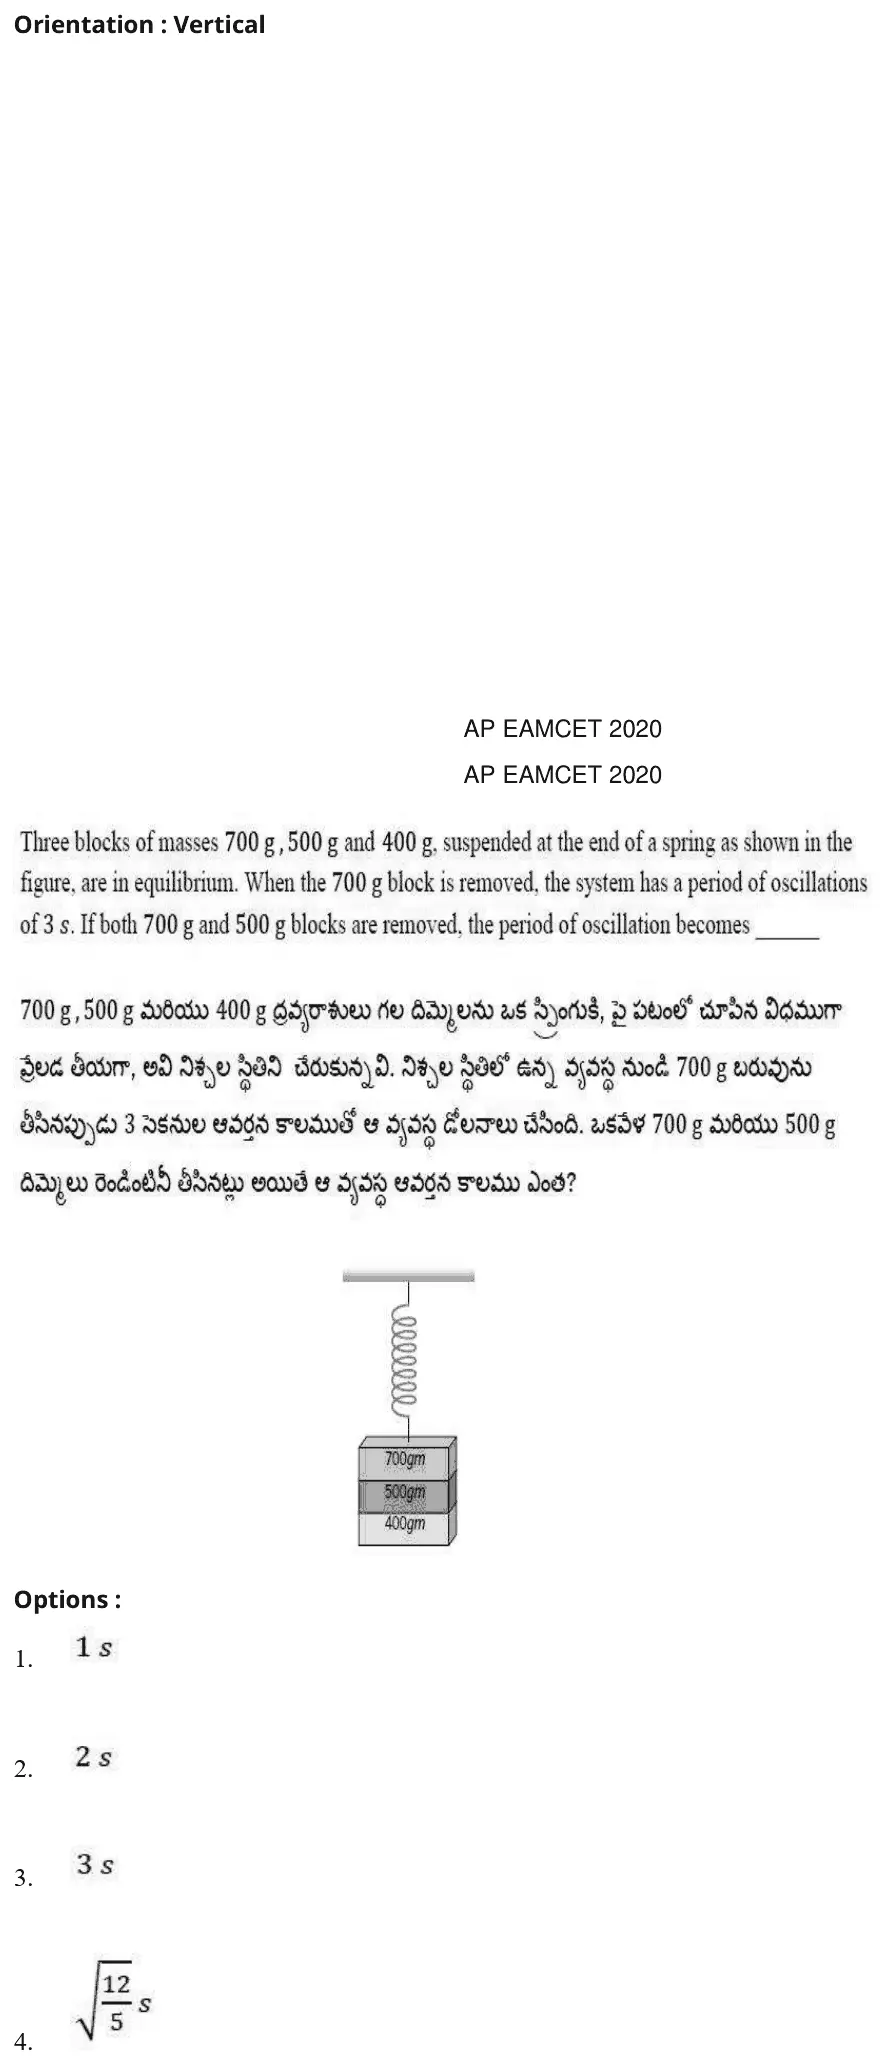 Orientation : Vertical
AP EAMCET 2020
AP EAMCET 2020
Three blocks of masses 700 g , 500 g and 400 g, suspended at the end of a spring as shown in the
figure, are in equilibrium. When the 700 g block is removed, the system has a period of oscillations
of 3 s. If both 700 g and 500 g blocks are removed, the period of oscillation becomes ______
700 g , 500 g మరియు 400 g ద్రవ్యరాశులు గల దిమ్మెలను ఒక స్ప్రింగుకి, పై పటంలో చూపిన విధముగా
వ్రేలడ తీయగా, అవి నిశ్చల స్థితిని చేరుకున్నవి. నిశ్చల స్థితిలో ఉన్న వ్యవస్థ నుండి 700 g బరువును
తీసినప్పుడు 3 సెకనుల ఆవర్తన కాలముతో ఆ వ్యవస్థ డోలనాలు చేసింది. ఒకవేళ 700 g మరియు 500 g
దిమ్మెలు రెండింటినీ తీసినట్లు అయితే ఆ వ్యవస్థ ఆవర్తన కాలము ఎంత?
700gm
500gm
400gm
Options :
1. 1 s
2. 2 s
3. 3 s
4. √(12/5) s